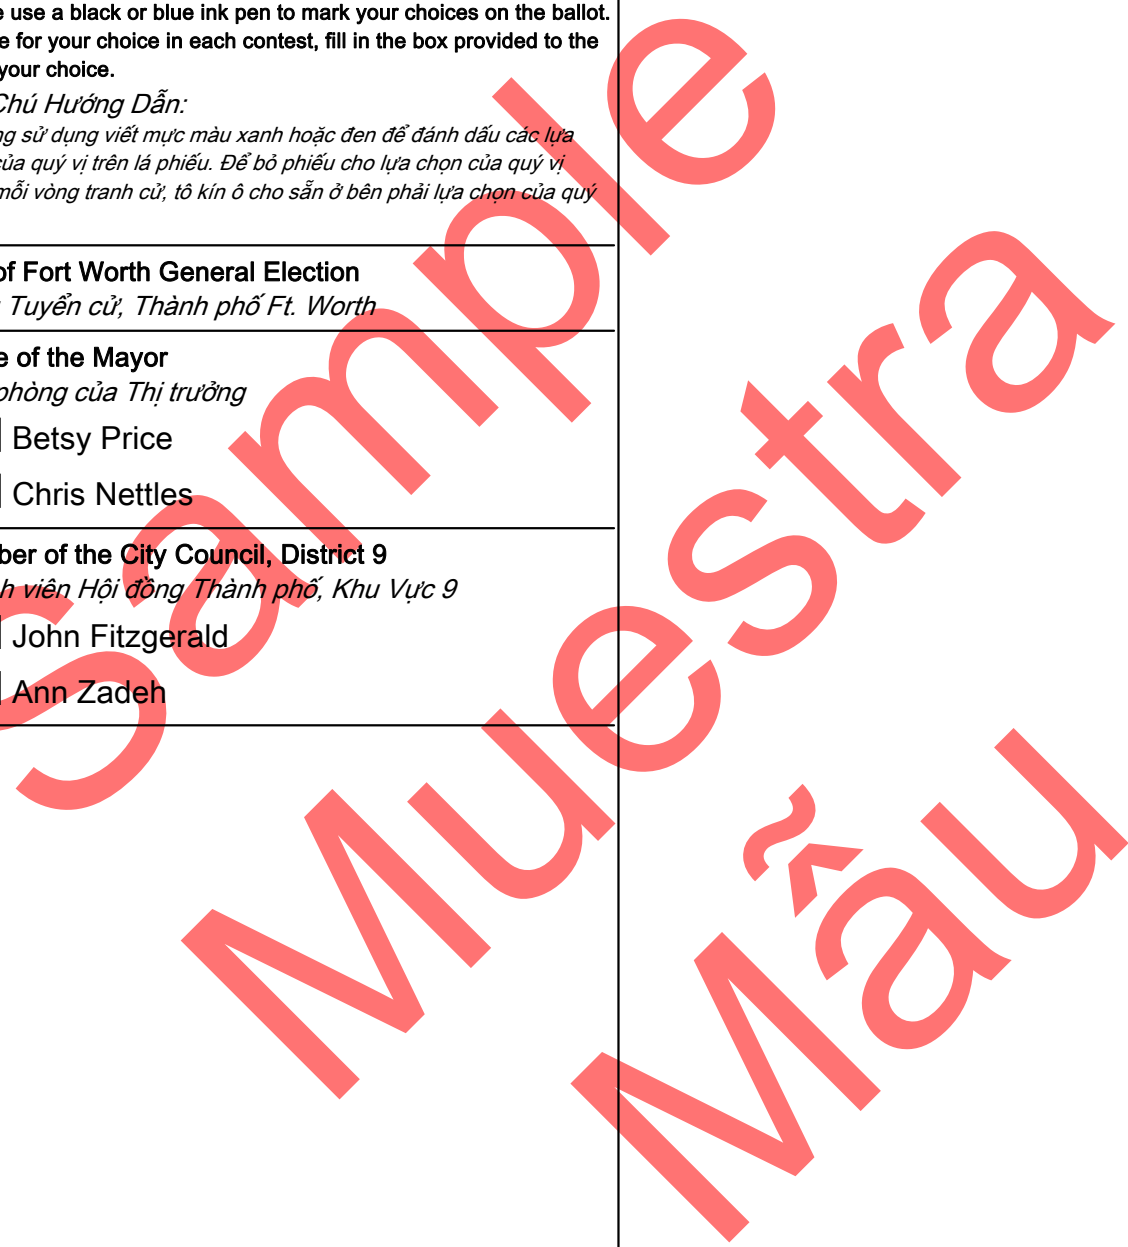 use a black or blue ink pen to mark your choices on the ballot.
for your choice in each contest, fill in the box provided to the
your choice.
Chú Hướng Dẫn:
sử dụng viết mực màu xanh hoặc đen để đánh dấu các lựa
của quý vị trên lá phiếu. Để bỏ phiếu cho lựa chọn của quý vị
mỗi vòng tranh cử, tô kín ô cho sẵn ở bên phải lựa chọn của quý
of Fort Worth General Election
Tuyển cử, Thành phố Ft. Worth
of the Mayor
phòng của Thị trưởng
Betsy Price
Chris Nettles
of the City Council, District 9
viên Hội đồng Thành phố, Khu Vực 9
John Fitzgerald
Ann Zadeh
Sample
Muestra
Mẫu